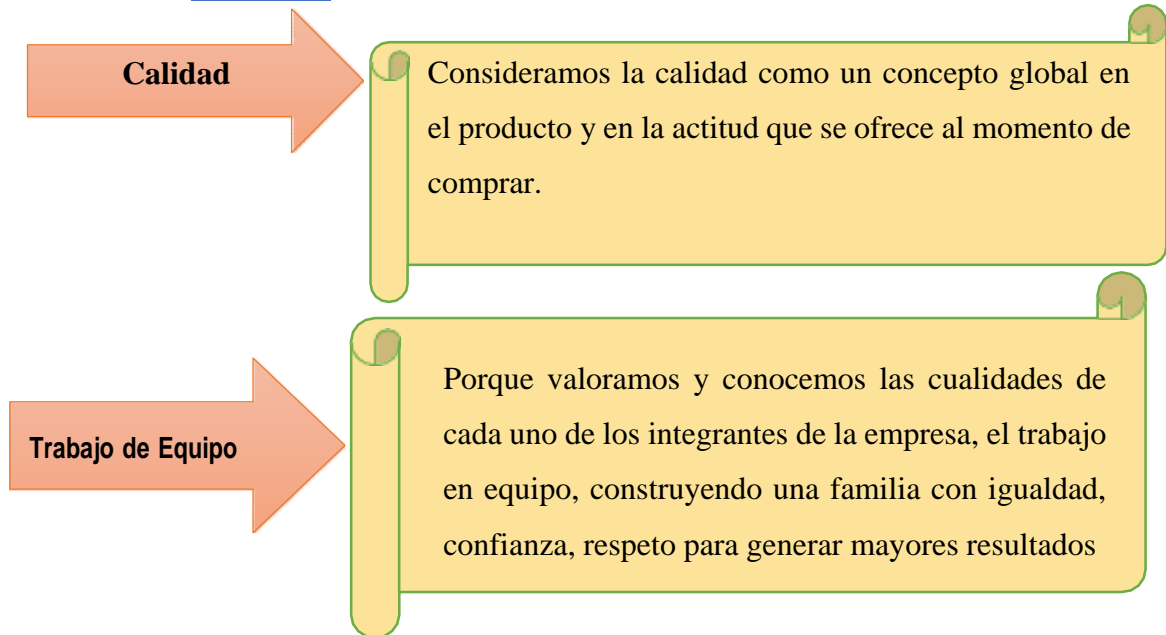 Calidad
Consideramos la calidad como un concepto global en
el producto y en la actitud que se ofrece al momento de
comprar.
Trabajo de Equipo
Porque valoramos y conocemos las cualidades de
cada uno de los integrantes de la empresa, el trabajo
en equipo, construyendo una familia con igualdad,
confianza, respeto para generar mayores resultados